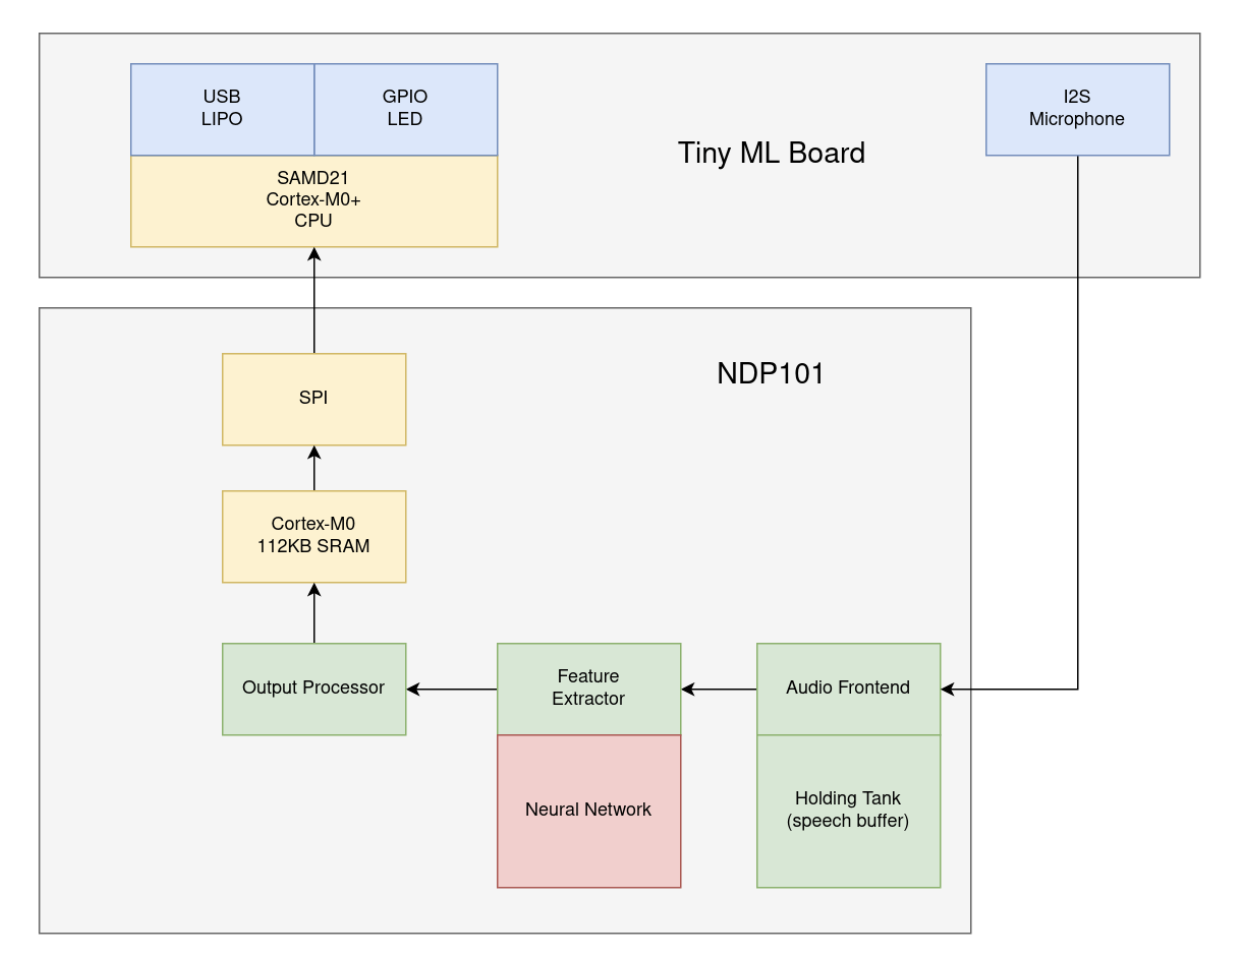 USB
LIPO
GPIO
LED
I2S
Microphone
Tiny ML Board
SAMD21
Cortex-M0+
CPU
NDP101
SPI
Cortex-M0
112KB SRAM
Output Processor
Feature
Extractor
Audio Frontend
Neural Network
Holding Tank
(speech buffer)